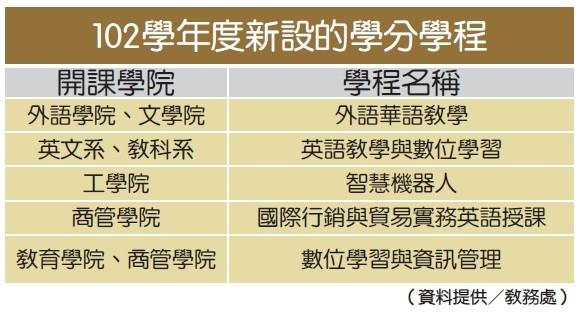 102學年度新設的學分學程
開課學院 學程名稱
外語學院、文學院 外語華語教學
英文系、教科系 英語教學與數位學習
工學院 智慧機器人
商管學院 國際行銷與貿易實務英語授課
教育學院、商管學院 數位學習與資訊管理
（資料提供／教務處）